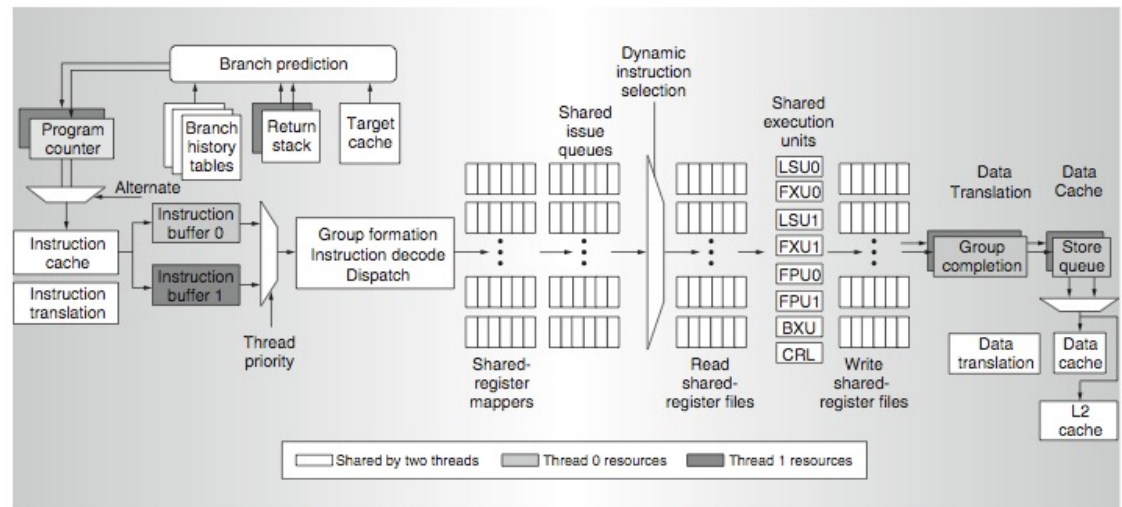 Branch prediction
Program
counter
Branch
history
tables
Return
stack
Target
cache
Alternate
Instruction
cache
Instruction
translation
Instruction
buffer 0
Instruction
buffer 1
Thread
priority
Group formation
Instruction decode
Dispatch
Shared-
register
mappers
Shared
issue
queues
Dynamic
instruction
selection
Read
shared-
register files
Shared
execution
units
LSU0
FXU0
LSU1
FXU1
FPU0
FPU1
BXU
CRL
Write
shared-
register files
Data
Translation
Group
completion
Data
Cache
Store
queue
Data
translation
Data
cache
L2
cache
Shared by two threads
Thread 0 resources
Thread 1 resources